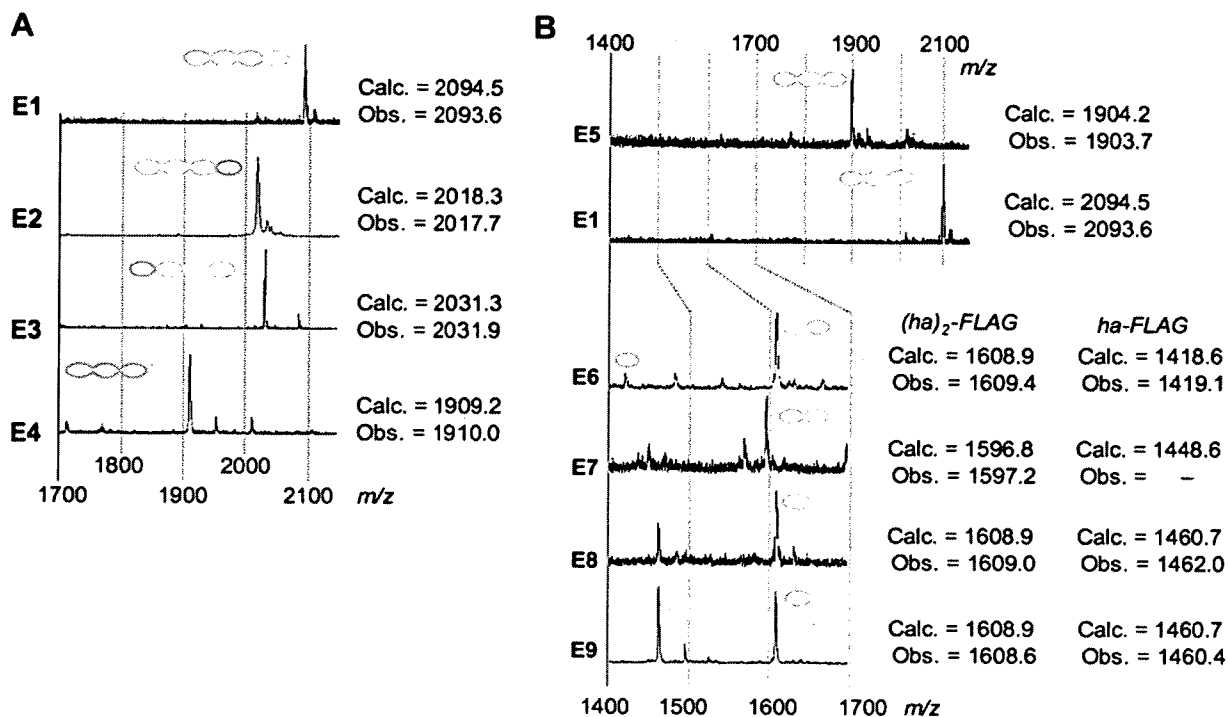 A
E1
Calc. = 2094.5
Obs. = 2093.6
E2
Calc. = 2018.3
Obs. = 2017.7
E3
Calc. = 2031.3
Obs. = 2031.9
E4
Calc. = 1909.2
Obs. = 1910.0
1800 2000
1700 1900 2100 m/z
B
1400 1700 1900 2100
m/z
E5
Calc. = 1904.2
Obs. = 1903.7
E1
Calc. = 2094.5
Obs. = 2093.6
(ha)2-FLAG ha-FLAG
E6
Calc. = 1608.9 Calc. = 1418.6
Obs. = 1609.4 Obs. = 1419.1
E7
Calc. = 1596.8 Calc. = 1448.6
Obs. = 1597.2 Obs. = –
E8
Calc. = 1608.9 Calc. = 1460.7
Obs. = 1609.0 Obs. = 1462.0
E9
Calc. = 1608.9 Calc. = 1460.7
Obs. = 1608.6 Obs. = 1460.4
1400 1500 1600 1700 m/z